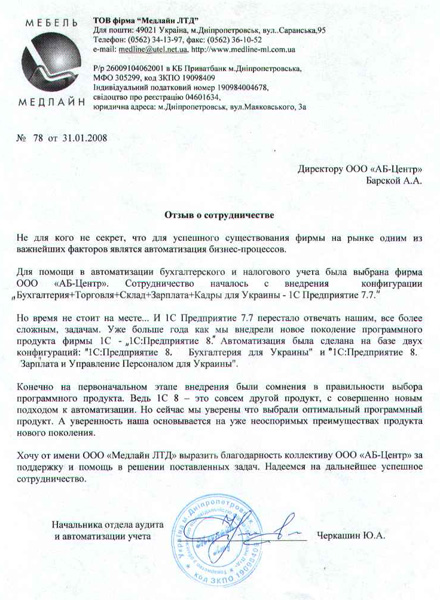 МЕБЕЛЬ
МЕДЛАЙН
ТОВ фірма "Медлайн ЛТД"
Для пошти: 49021 Україна, м.Дніпропетровськ, вул..Саранська,95
Телефон: (0562) 34-13-97, факс: (0562) 36-10-52
e-mail: medline@utel.net.ua, http://www.medline-ml.com.ua
Р/р 26009104062001 в КБ Приватбанк м.Дніпропетровська,
МФО 305299, код ЗКПО 19098409
Індивідуальний податковий номер 190984004678,
свідоцтво про реєстрацію 04601634,
юридична адреса: м.Дніпропетровськ, вул.Маяковського, 3а
№ 78 от 31.01.2008
Директору ООО «АБ-Центр»
Барской А.А.
Отзыв о сотрудничестве
Не для кого не секрет, что для успешного существования фирмы на рынке одним из
важнейших факторов являтся автоматизация бизнес-процессов.
Для помощи в автоматизации бухгалтерского и налогового учета была выбрана фирма
ООО «АБ-Центр». Сотрудничество началось с внедрения конфигурации
„Бухгалтерия+Торговля+Склад+Зарплата+Кадры для Украины - 1С Предприятие 7.7."
Но время не стоит на месте... И 1С Предприятие 7.7 перестало отвечать нашим, все более
сложным, задачам. Уже больше года как мы внедрели новое поколение программного
продукта фирмы 1С - „1С:Предприятие 8." Автоматизация была сделана на базе двух
конфигураций: "1С:Предприятие 8. Бухгалтерия для Украины" и "1С:Предприятие 8.
Зарплата и Управление Персоналом для Украины".
Конечно на первоначальном этапе внедрения были сомнения в правильности выбора
программного продукта. Ведь 1С 8 – это совсем другой продукт, с совершенно новым
подходом к автоматизации. Но сейчас мы уверены что выбрали оптимальный программный
продукт. А уверенность наша основывается на уже неоспоримых преимуществах продукта
нового поколения.
Хочу от имени ООО «Медлайн ЛТД» выразить благодарность коллективу ООО «АБ-Центр» за
поддержку и помощь в решении поставленных задач. Надеемся на дальнейшее успешное
сотрудничество.
Начальника отдела аудита
и автоматизации учета
Черкашин Ю.А.
Україна м. Дніпропетровськ
код ЗКПО 19098409